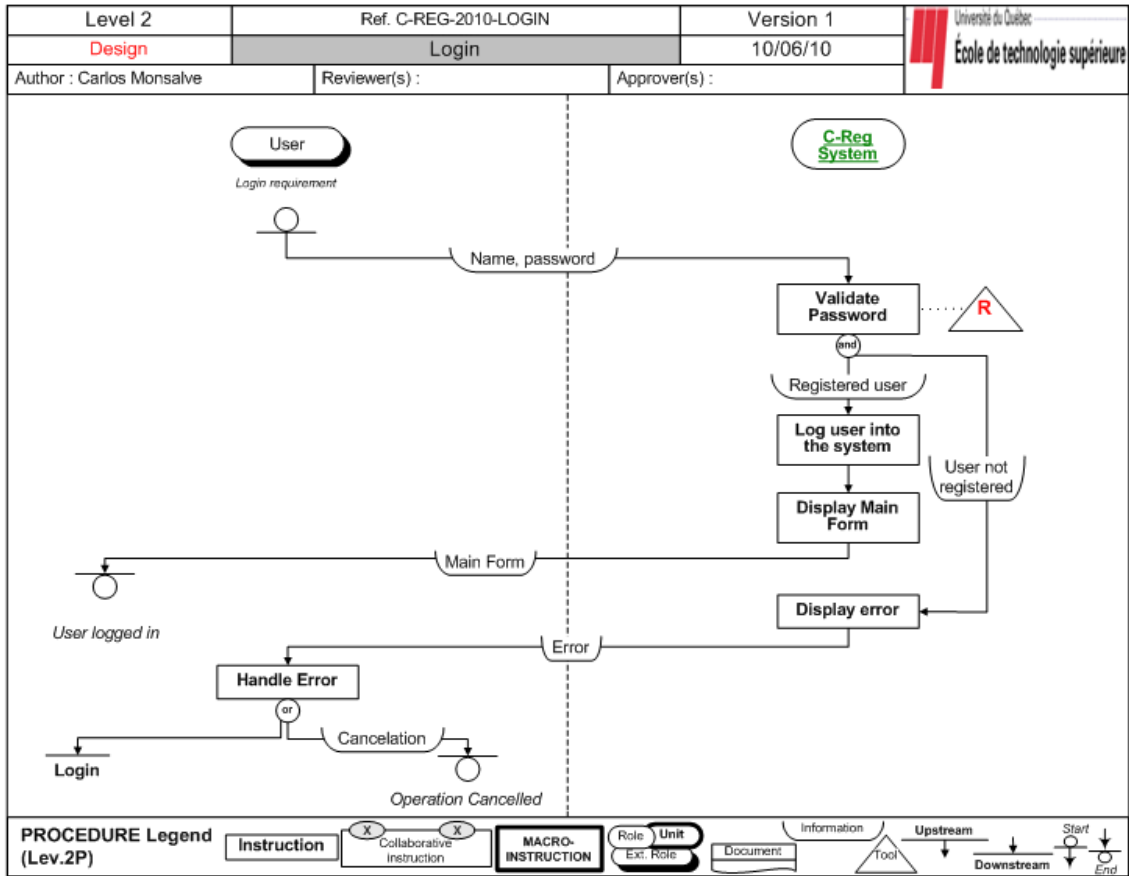 Level 2
Ref. C-REG-2010-LOGIN
Version 1
Université du Québec
Design
Login
10/06/10
École de technologie supérieure
Author : Carlos Monsalve
Reviewer(s) :
Approver(s) :
User
C-Reg
System
Login requirement
Name, password
Validate
Password
R
and
Registered user
Log user into
the system
User not
registered
Display Main
Form
Main Form
Display error
User logged in
Error
Handle Error
or
Cancelation
Login
Operation Cancelled
PROCEDURE Legend
(Lev.2P)
Instruction
X
X
Collaborative
instruction
MACRO-
INSTRUCTION
Role
Unit
Ext. Role
Document
Information
Tool
Upstream
Downstream
Start
End